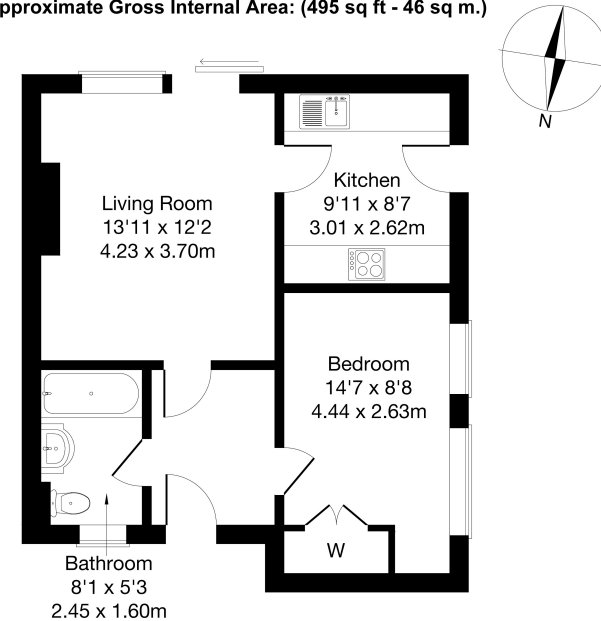 pproximate Gross Internal Area: (495 sq ft - 46 sq m.)
N
Living Room
13'11 x 12'2
4.23 x 3.70m
Kitchen
9'11 x 8'7
3.01 x 2.62m
Bedroom
14'7 x 8'8
4.44 x 2.63m
W
Bathroom
8'1 x 5'3
2.45 x 1.60m